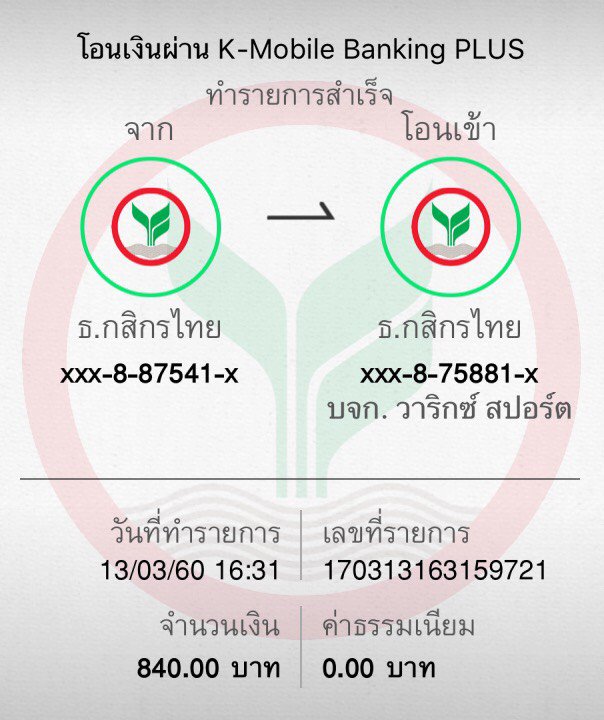 โอนเงินผ่าน K-Mobile Banking PLUS
ทำรายการสำเร็จ
จาก
โอนเข้า
ธ.กสิกรไทย
ธ.กสิกรไทย
xxx-8-87541-x
xxx-8-75881-x
บจก. วาริกซ์ สปอร์ต
วันที่ทำรายการ
เลขที่รายการ
13/03/60 16:31
170313163159721
จำนวนเงิน
ค่าธรรมเนียม
840.00 บาท
0.00 บาท